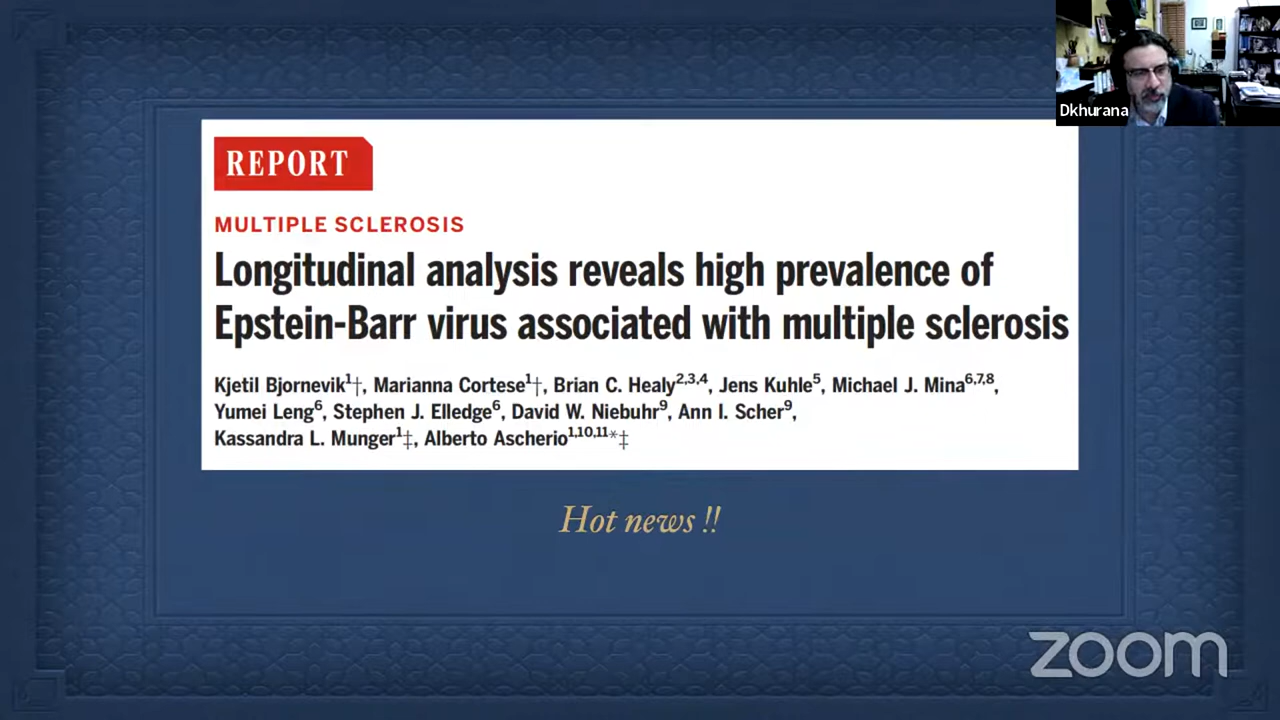 Dkhurana
REPORT
MULTIPLE SCLEROSIS
Longitudinal analysis reveals high prevalence of
Epstein-Barr virus associated with multiple sclerosis
Kjetil Bjornevik1†, Marianna Cortese1†, Brian C. Healy2,3,4, Jens Kuhle5, Michael J. Mina6,7,8,
Yumei Leng6, Stephen J. Elledge6, David W. Niebuhr9, Ann I. Scher9,
Kassandra L. Munger1‡, Alberto Ascherio1,10,11*‡
Hot news !!
zoom